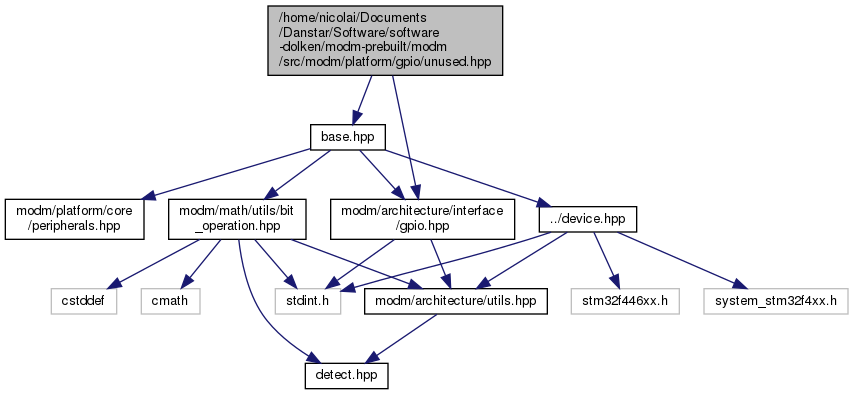 /home/nicolai/Documents
/Danstar/Software/software
-dolken/modm-prebuilt/modm
/src/modm/platform/gpio/unused.hpp
base.hpp
modm/platform/core
/peripherals.hpp
modm/math/utils/bit
_operation.hpp
modm/architecture/interface
/gpio.hpp
../device.hpp
cstddef
cmath
stdint.h
modm/architecture/utils.hpp
stm32f446xx.h
system_stm32f4xx.h
detect.hpp